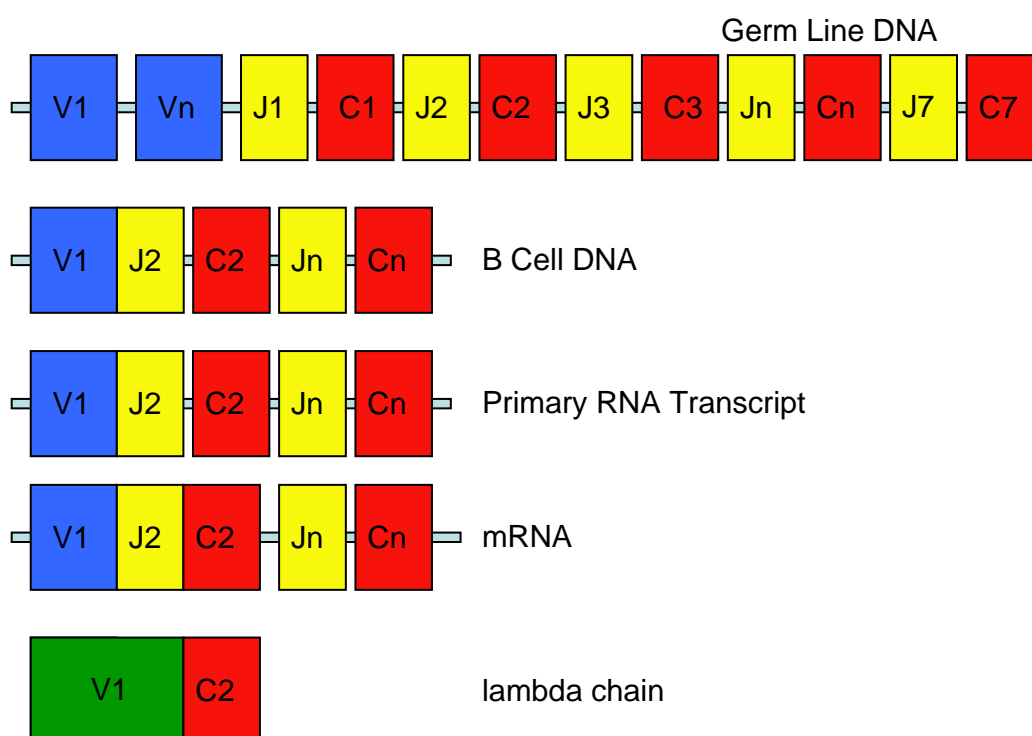 Germ Line DNA
V1 Vn J1 C1 J2 C2 J3 C3 Jn Cn J7 C7
V1 J2 C2 Jn Cn B Cell DNA
V1 J2 C2 Jn Cn Primary RNA Transcript
V1 J2 C2 Jn Cn mRNA
V1 C2 lambda chain